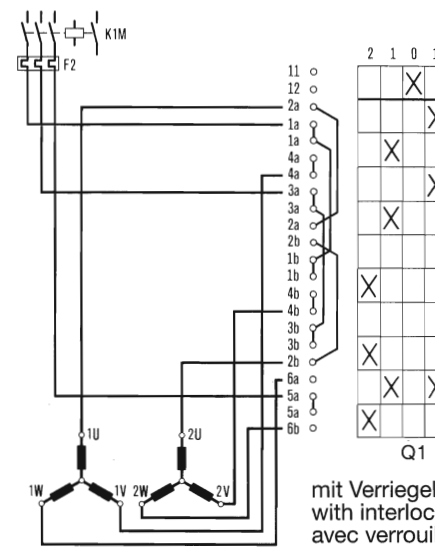 K1M
F2
2 1 0 1
11
12
2a
1a
1a
4a
4a
3a
3a
2a
2b
1b
1b
4b
4b
3b
3b
2b
6a
5a
5a
6b
X
X
X
X
X
X
X
X X
X
Q1
1U
2U
1W
1V
2W
2V
mit Verriegel
with interloc
avec verroui